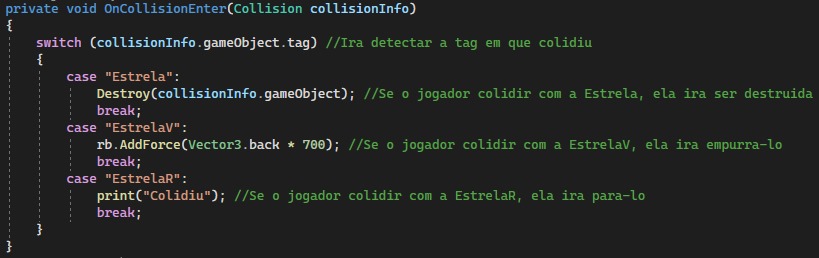 private void OnCollisionEnter(Collision collisionInfo)
{
switch (collisionInfo.gameObject.tag) //Ira detectar a tag em que colidiu
{
case "Estrela":
Destroy(collisionInfo.gameObject); //Se o jogador colidir com a Estrela, ela ira ser destruida
break;
case "EstrelaV":
rb.AddForce(Vector3.back * 700); //Se o jogador colidir com a EstrelaV, ela ira empurra-lo
break;
case "EstrelaR":
print("Colidiu"); //Se o jogador colidir com a EstrelaR, ela ira para-lo
break;
}
}